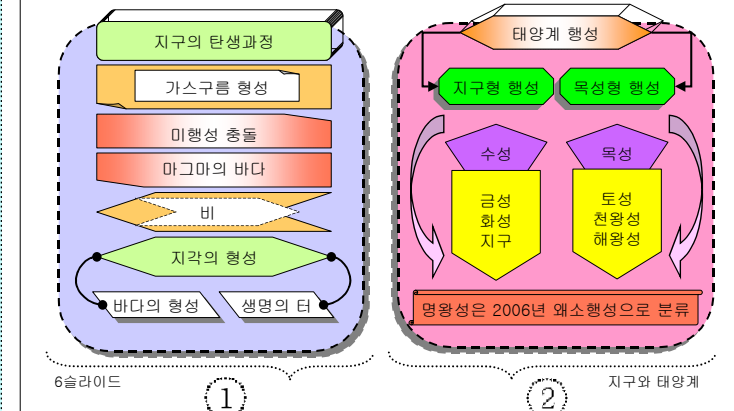 지구의 탄생과정
가스구름 형성
미행성 충돌
마그마의 바다
비
지각의 형성
바다의 형성
생명의 터
태양계 행성
지구형 행성
목성형 행성
수성
금성
화성
지구
목성
토성
천왕성
해왕성
명왕성은 2006년 왜소행성으로 분류
6슬라이드
①
②
지구와 태양계